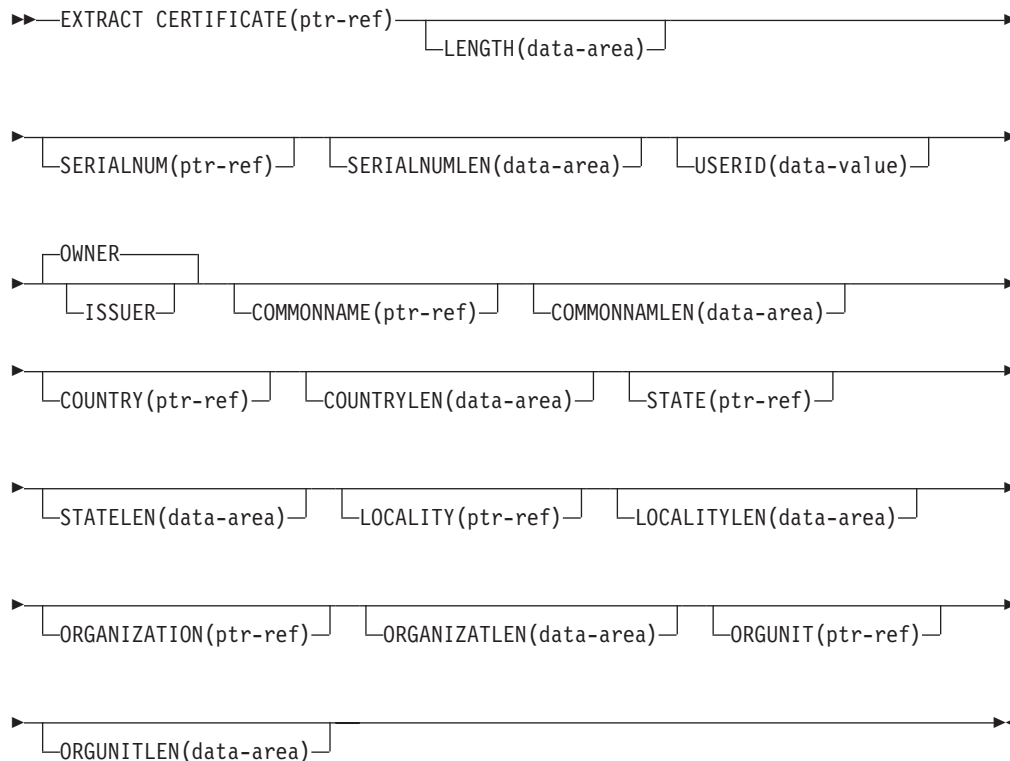 EXTRACT CERTIFICATE(ptr-ref)
LENGTH(data-area)
SERIALNUM(ptr-ref) SERIALNUMLEN(data-area) USERID(data-value)
OWNER
ISSUER COMMONNAME(ptr-ref) COMMONNAMLEN(data-area)
COUNTRY(ptr-ref) COUNTRYLEN(data-area) STATE(ptr-ref)
STATELEN(data-area) LOCALITY(ptr-ref) LOCALITYLEN(data-area)
ORGANIZATION(ptr-ref) ORGANIZATLEN(data-area) ORGUNIT(ptr-ref)
ORGUNITLEN(data-area)